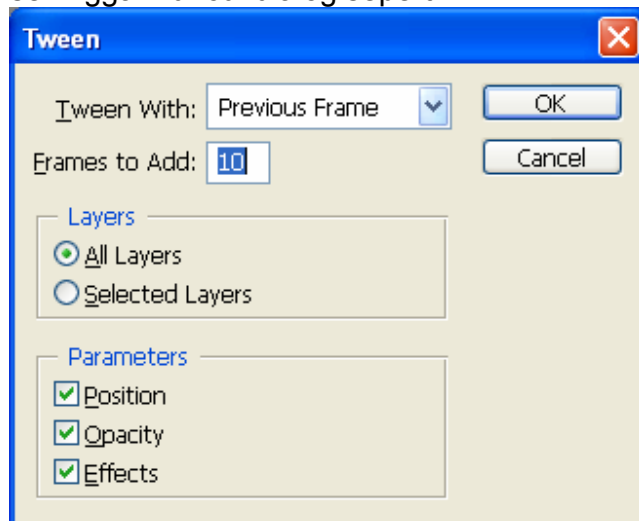 Tween
Tween With: Previous Frame OK
Frames to Add: 10 Cancel
Layers
All Layers
Selected Layers
Parameters
Position
Opacity
Effects